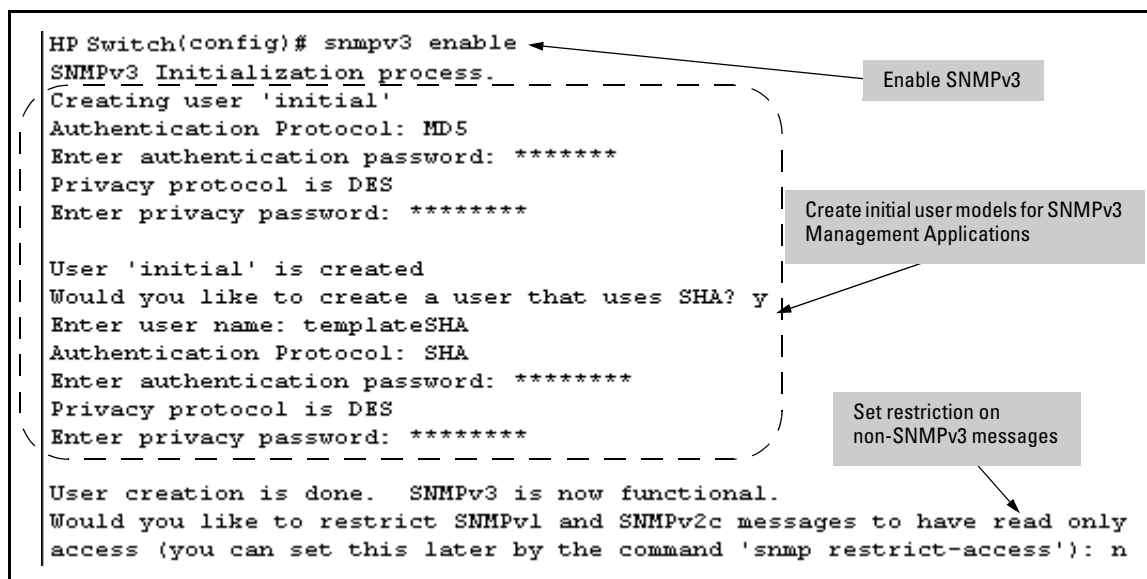 HP Switch(config)# snmpv3 enable
SNMPv3 Initialization process.
Creating user 'initial'
Authentication Protocol: MD5
Enter authentication password: *******
Privacy protocol is DES
Enter privacy password: ********
User 'initial' is created
Would you like to create a user that uses SHA? y
Enter user name: templateSHA
Authentication Protocol: SHA
Enter authentication password: ********
Privacy protocol is DES
Enter privacy password: ********
User creation is done.  SNMPv3 is now functional.
Would you like to restrict SNMPv1 and SNMPv2c messages to have read only
access (you can set this later by the command 'snmp restrict-access'): n
Enable SNMPv3
Create initial user models for SNMPv3
Management Applications
Set restriction on
non-SNMPv3 messages